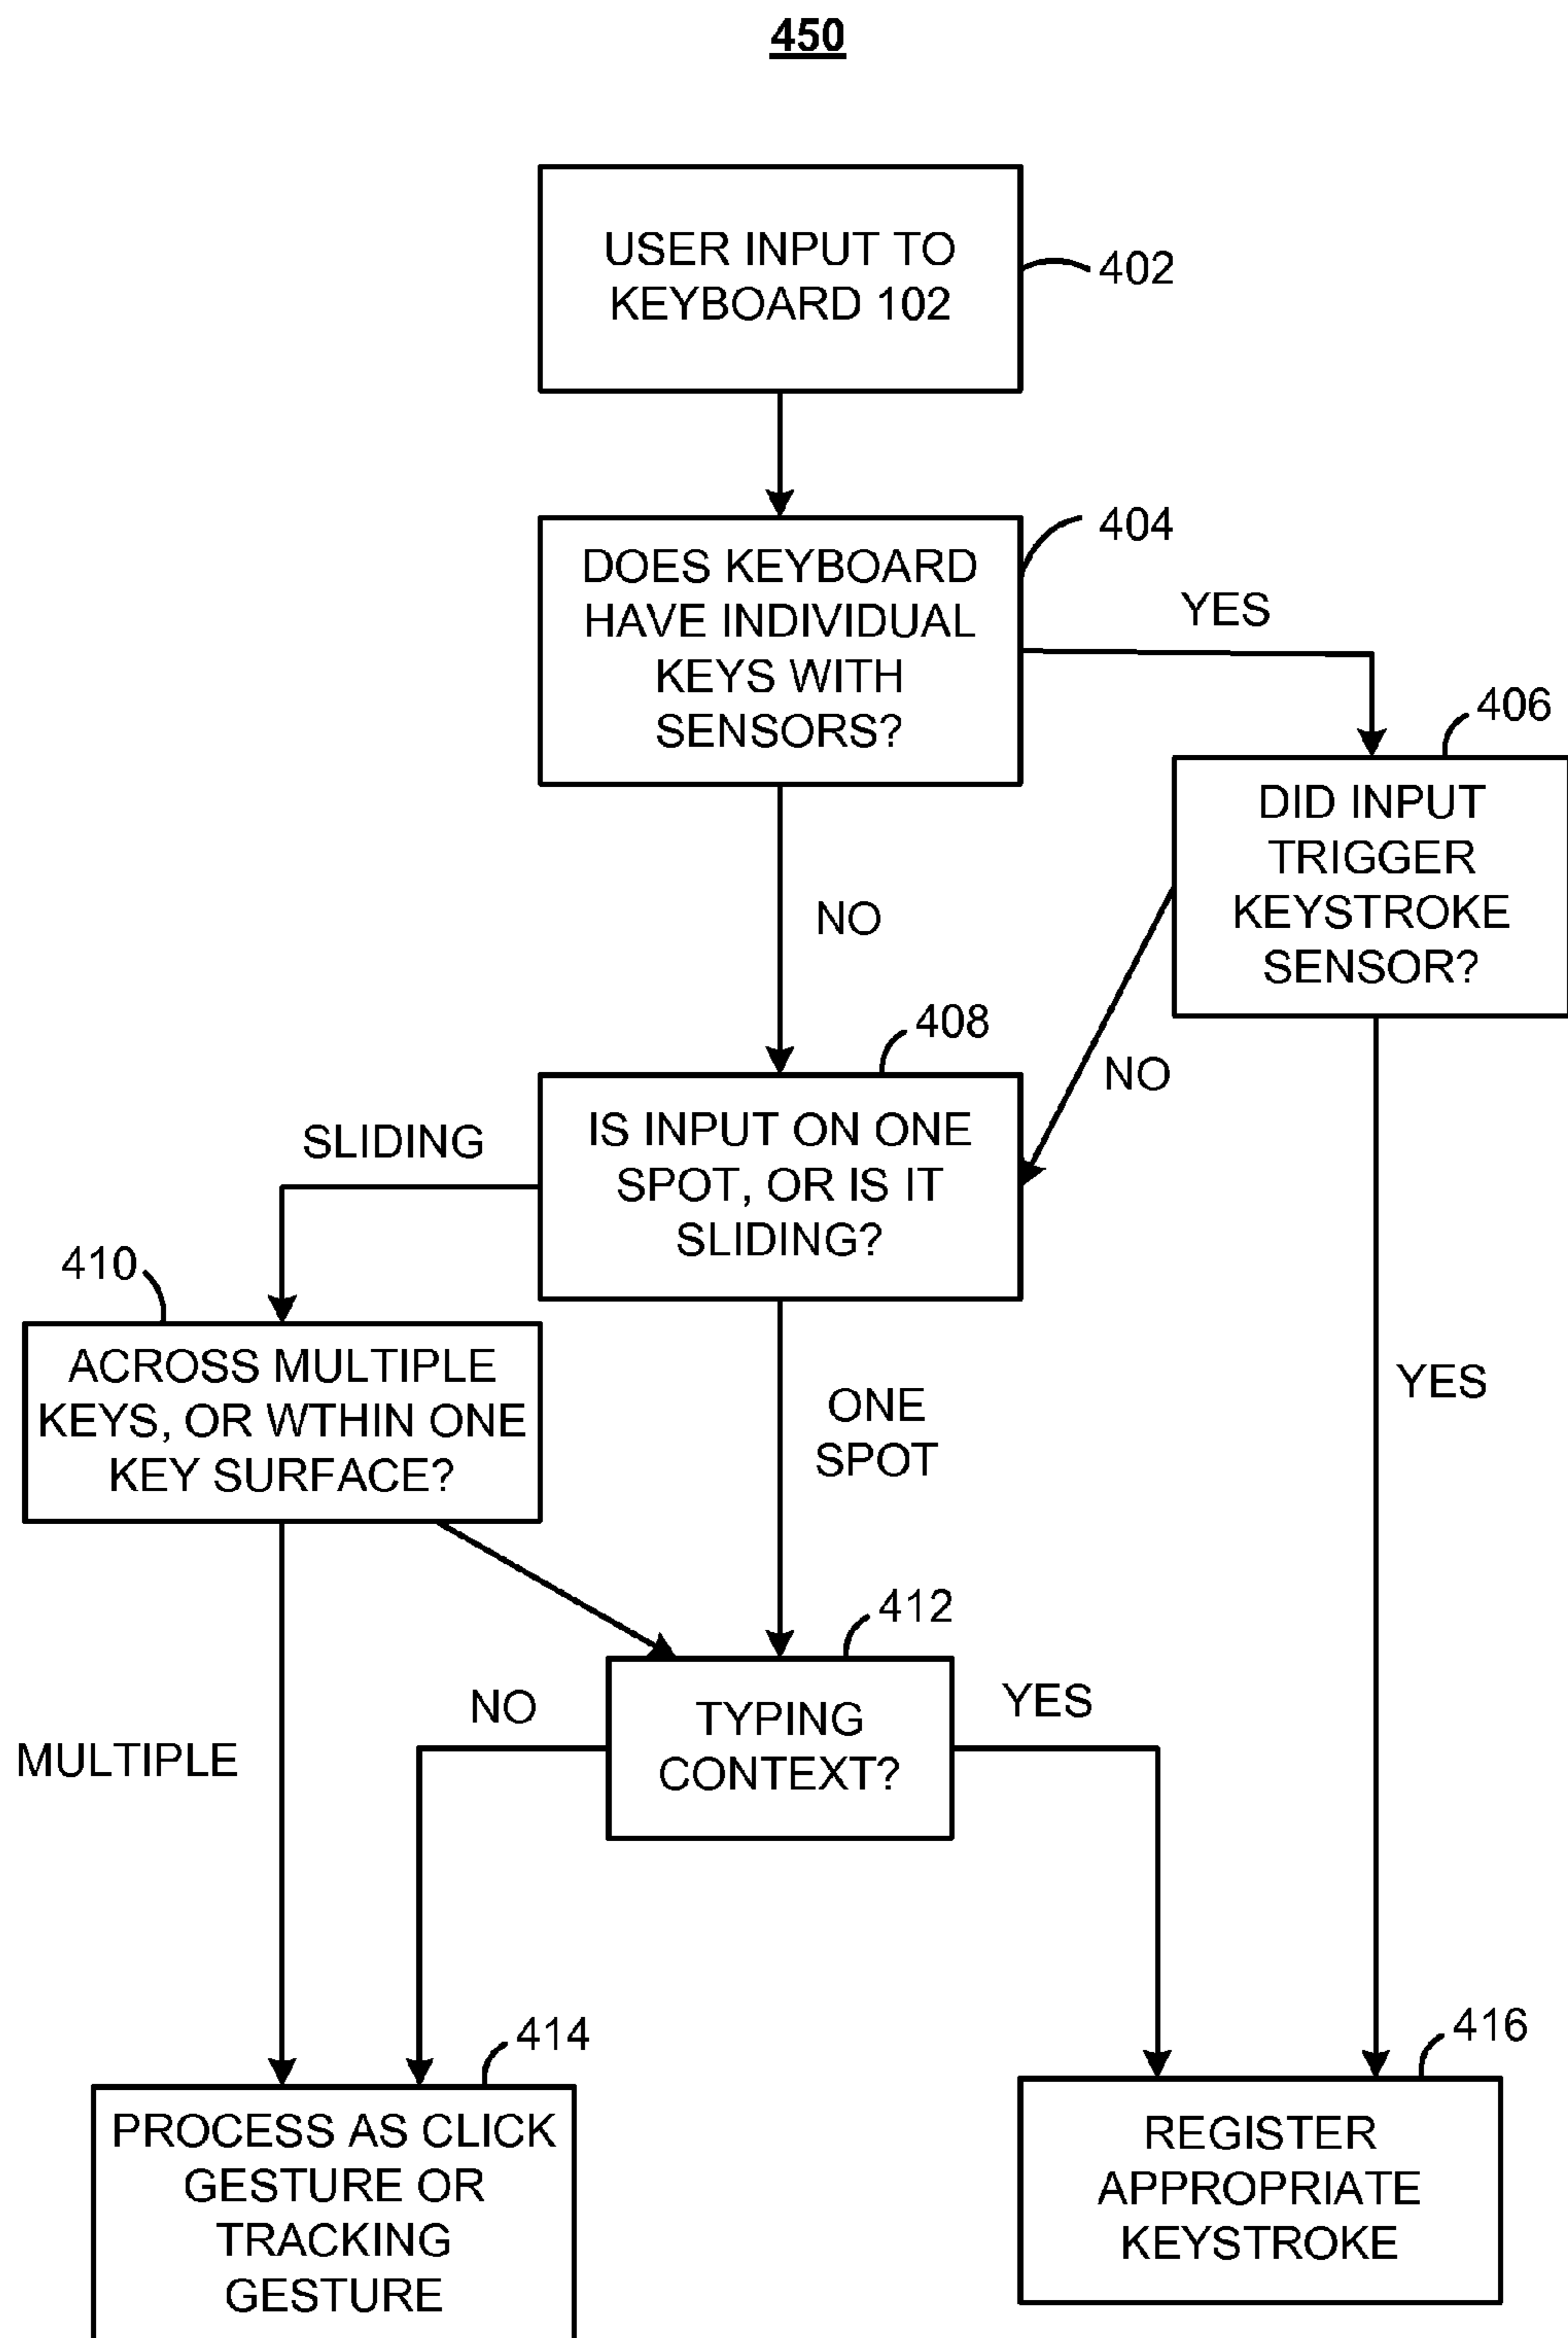 450
USER INPUT TO
KEYBOARD 102
402
DOES KEYBOARD
HAVE INDIVIDUAL
KEYS WITH
SENSORS?
404
YES
406
DID INPUT
TRIGGER
KEYSTROKE
SENSOR?
NO
408
NO
IS INPUT ON ONE
SPOT, OR IS IT
SLIDING?
SLIDING
410
ACROSS MULTIPLE
KEYS, OR WTHIN ONE
KEY SURFACE?
ONE
SPOT
YES
412
TYPING
CONTEXT?
NO
YES
MULTIPLE
414
PROCESS AS CLICK
GESTURE OR
TRACKING
GESTURE
416
REGISTER
APPROPRIATE
KEYSTROKE